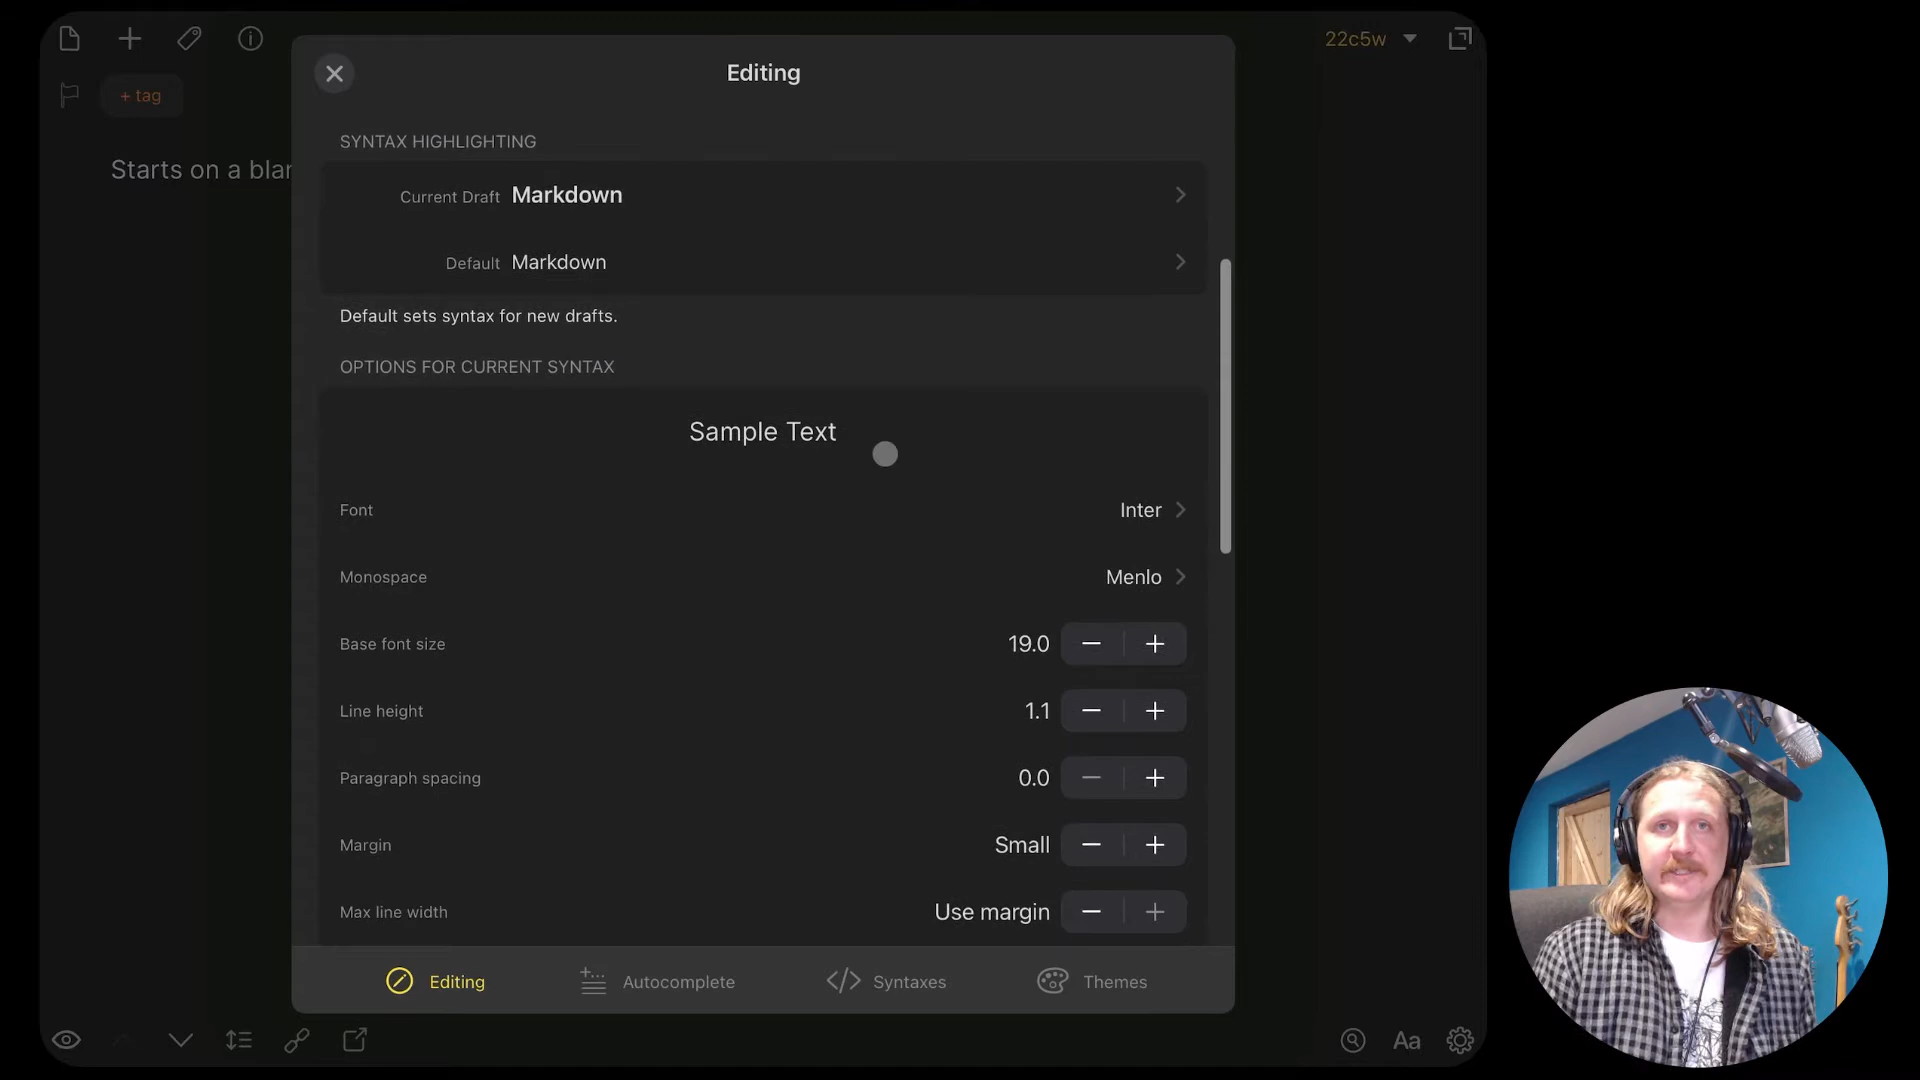 22c5w
+ tag
Starts on a blan
Editing
SYNTAX HIGHLIGHTING
Current Draft Markdown
Default Markdown
Default sets syntax for new drafts.
OPTIONS FOR CURRENT SYNTAX
Sample Text
Font Inter
Monospace Menlo
Base font size 19.0
Line height 1.1
Paragraph spacing 0.0
Margin Small
Max line width Use margin
Editing Autocomplete Syntaxes Themes
Aa